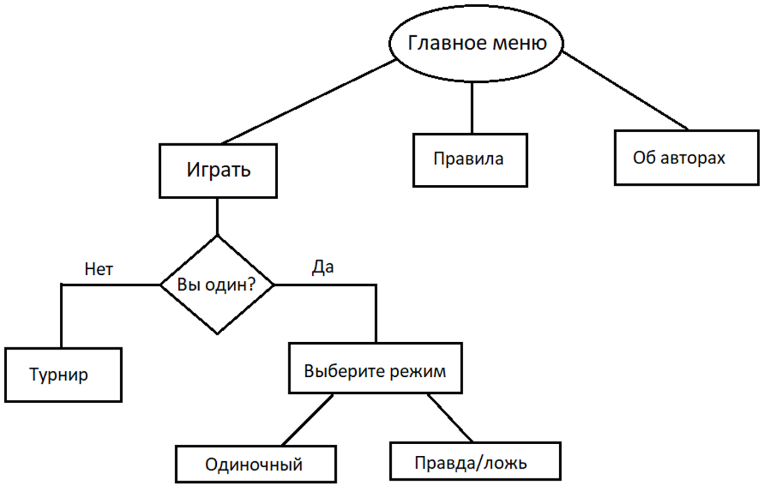 Главное меню
Играть
Правила
Об авторах
Нет
Вы один?
Да
Турнир
Выберите режим
Одиночный
Правда/ложь